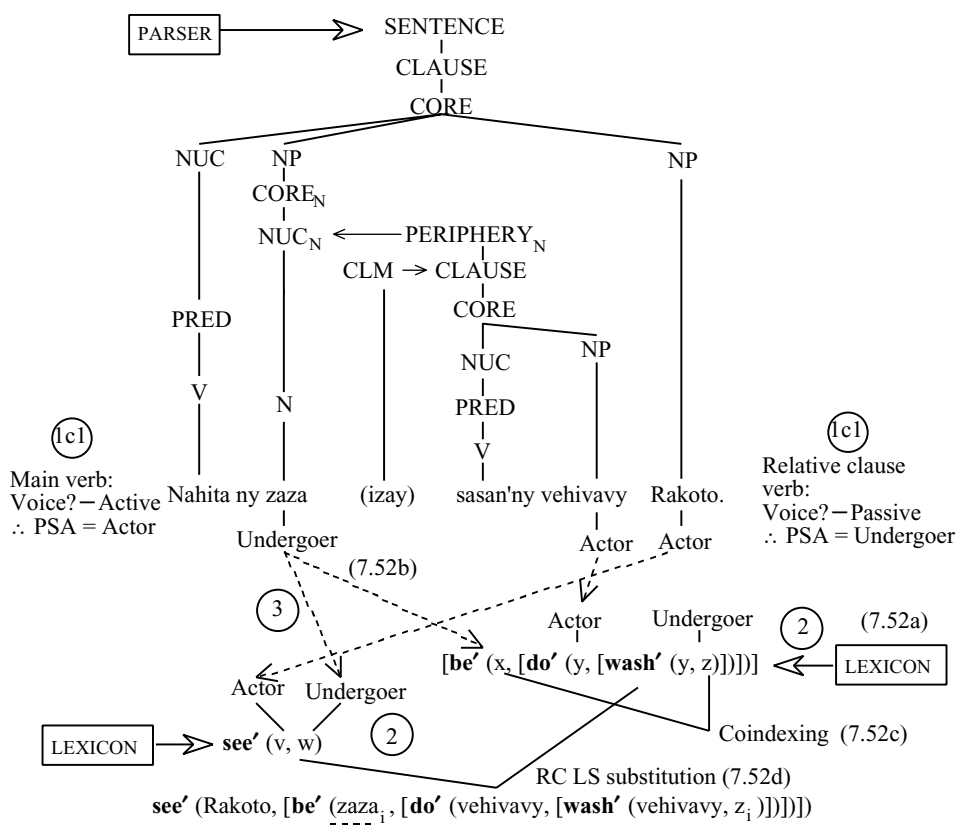 PARSER SENTENCE
CLAUSE
CORE
NUC NP NP
CORE_N
NUC_N PERIPHERY_N
CLM CLAUSE
CORE
PRED NUC NP
V N PRED
V
1c1 1c1
Main verb:
Voice? – Active
∴ PSA = Actor
Nahita ny zaza (izay) sasan'ny vehivavy Rakoto.
Relative clause
verb:
Voice? – Passive
∴ PSA = Undergoer
Undergoer Actor Actor
(7.52b)
3
Actor Undergoer 2 (7.52a)
[be′ (x, [do′ (y, [wash′ (y, z)])])] LEXICON
Actor Undergoer
LEXICON see′ (v, w) 2 Coindexing (7.52c)
RC LS substitution (7.52d)
see′ (Rakoto, [be′ (zaza_i, [do′ (vehivavy, [wash′ (vehivavy, z_i)])])])